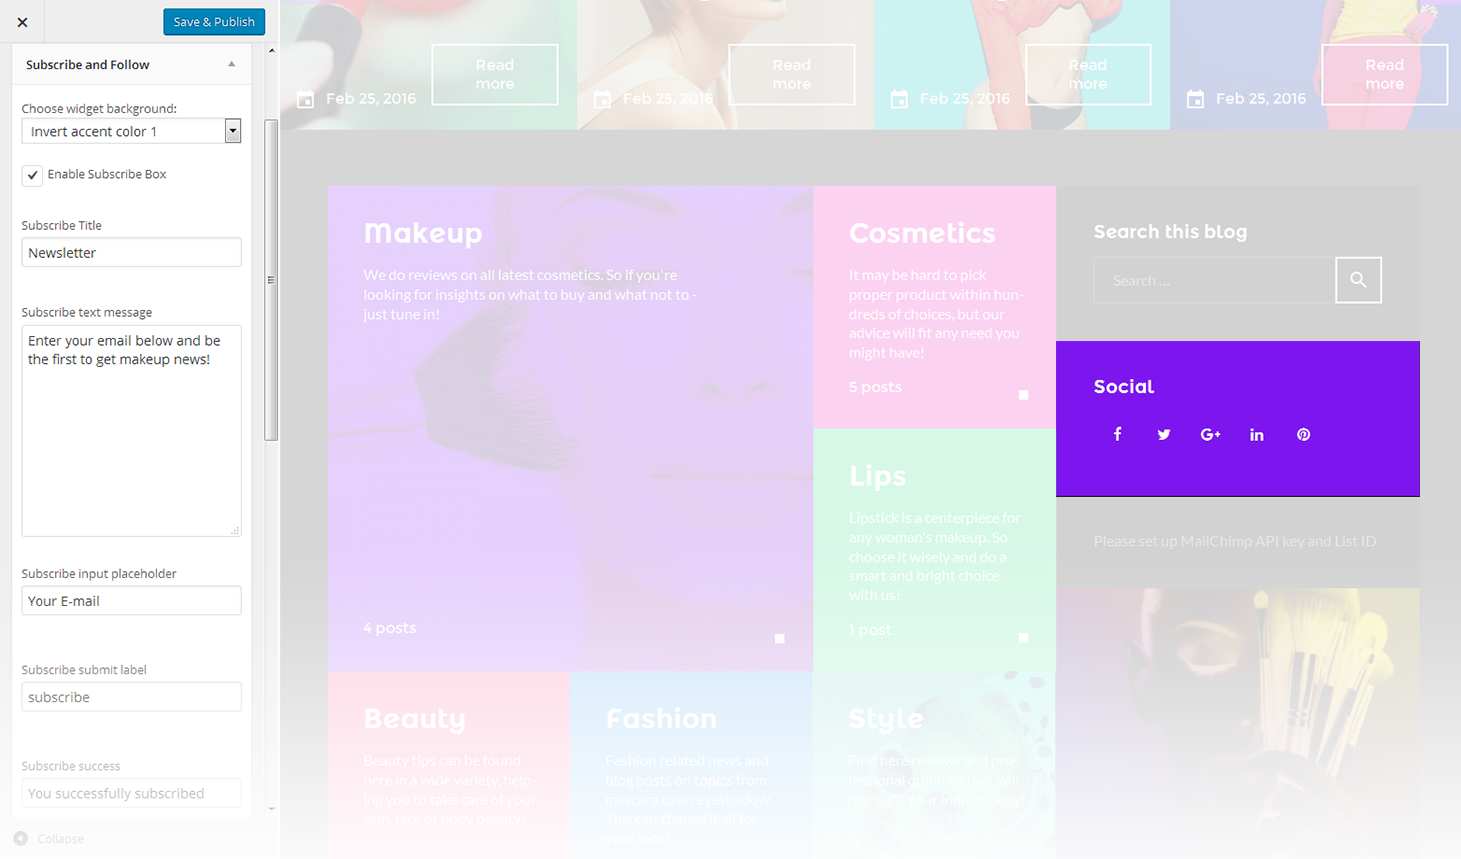 Save & Publish
Subscribe and Follow
Choose widget background:
Invert accent color 1
Enable Subscribe Box
Subscribe Title
Newsletter
Subscribe text message
Enter your email below and be
the first to get makeup news!
Subscribe input placeholder
Your E-mail
Subscribe submit label
subscribe
Subscribe success
You successfully subscribed
Collapse
Feb 25, 2016
Read
more
Feb 25, 2016
Read
more
Feb 25, 2016
Read
more
Feb 25, 2016
Read
more
Makeup
We do reviews on all latest cosmetics. So if you're
looking for insights on what to buy and what not to -
just tune in!
4 posts
Cosmetics
It may be hard to pick
proper product within hun-
dreds of choices, but our
advice will fit any need you
might have!
5 posts
Lips
Lipstick is a centerpiece for
any woman's makeup. So
choose it wisely and do a
smart and bright choice
with us!
1 post
Search this blog
Search ...
Social
Please set up MailChimp API key and List ID
Beauty
Beauty tips can be found
here in a wide variety, help-
ing you to take care of your
skin, face or body beauty!
Fashion
Fashion related news and
blog posts on topics from
mascara to an eyeshadow.
This can change it all for
your look!
Style
Find here reviews and pro-
fessional opinions that will
highlight your individuality!